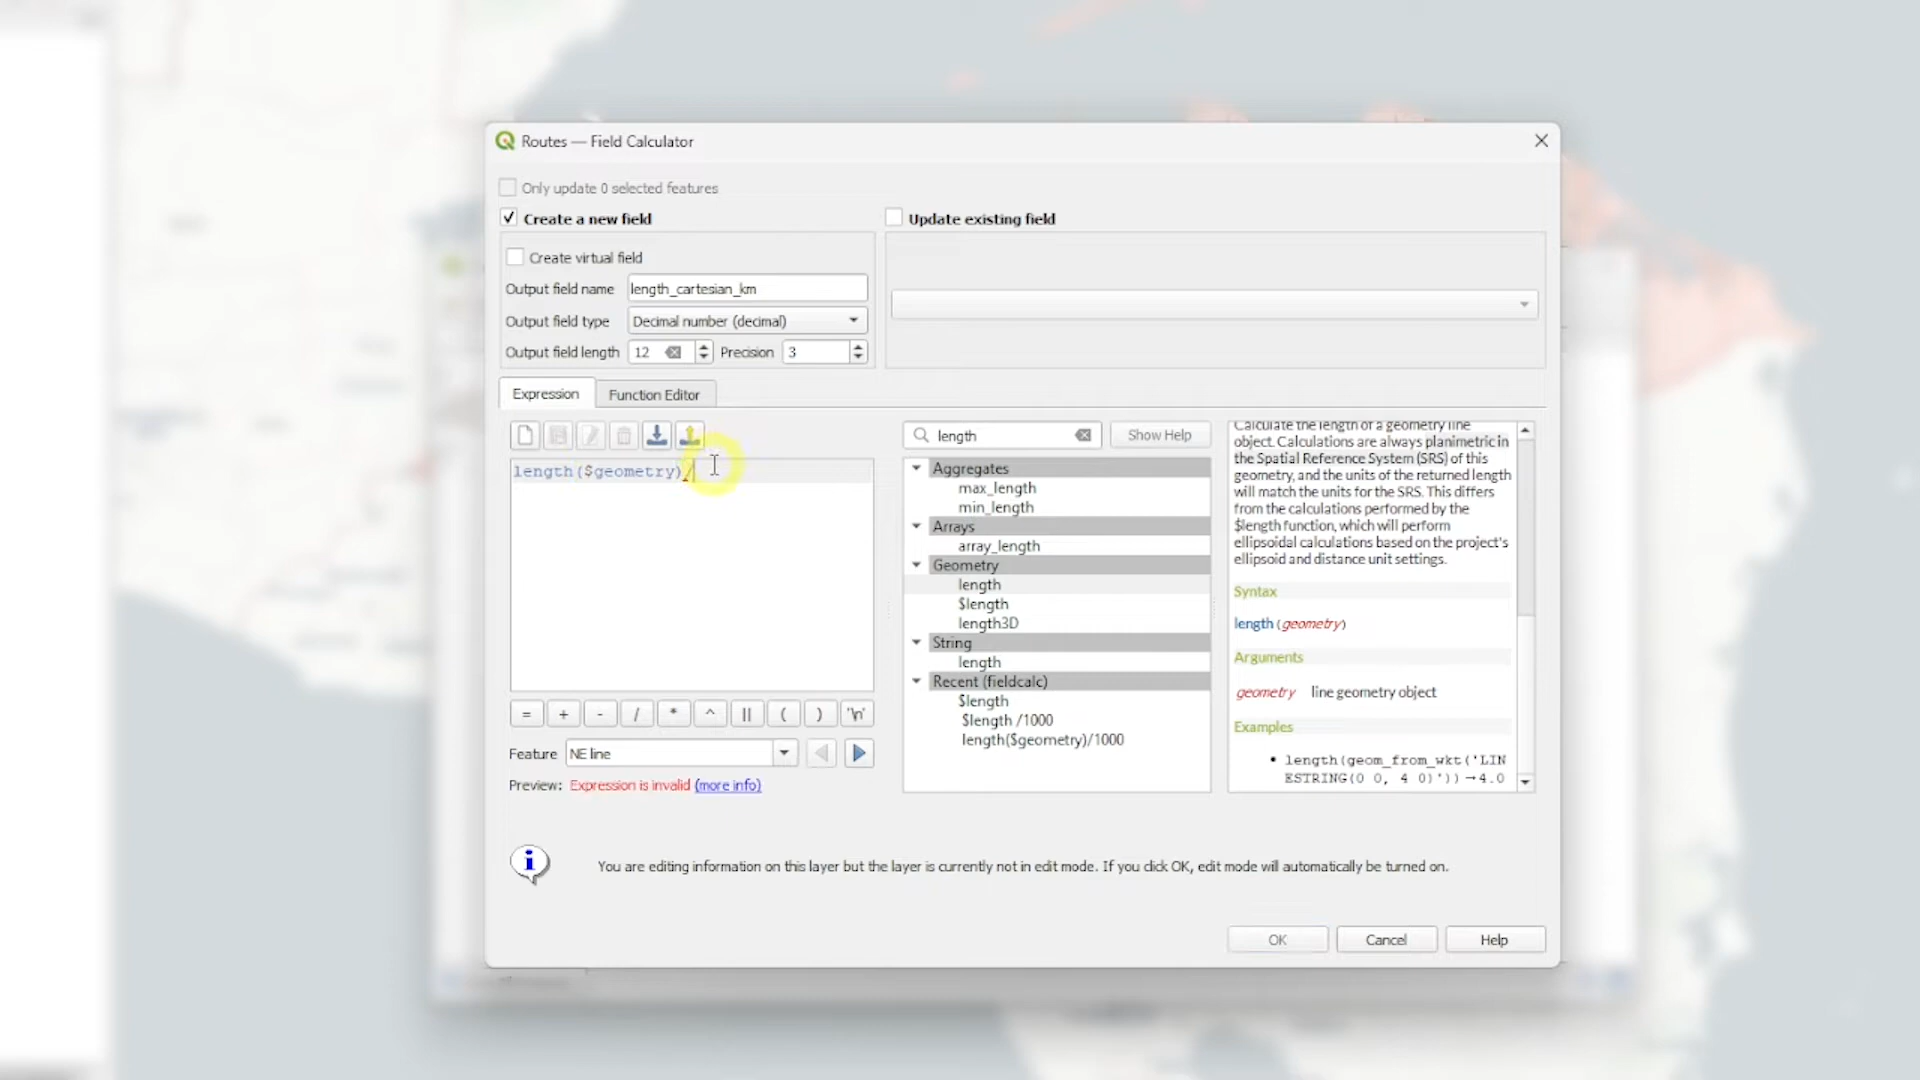 Routes — Field Calculator
Only update 0 selected features
Create a new field
Update existing field
Create virtual field
Output field name length_cartesian_km
Output field type Decimal number (decimal)
Output field length 12 Precision 3
Expression Function Editor
length($geometry)/
= + - / * ^ || ( ) '\n'
Feature NE line
Preview: Expression is invalid (more info)
length
Show Help
Aggregates
max_length
min_length
Arrays
array_length
Geometry
length
$length
length3D
String
length
Recent (fieldcalc)
$length
$length /1000
length($geometry)/1000
Calculate the length of a geometry line
object. Calculations are always planimetric in
the Spatial Reference System (SRS) of this
geometry, and the units of the returned length
will match the units for the SRS. This differs
from the calculations performed by the
$length function, which will perform
ellipsoidal calculations based on the project's
ellipsoid and distance unit settings.
Syntax
length (geometry)
Arguments
geometry line geometry object
Examples
• length(geom_from_wkt('LIN
ESTRING(0 0, 4 0)')) → 4.0
You are editing information on this layer but the layer is currently not in edit mode. If you click OK, edit mode will automatically be turned on.
OK Cancel Help